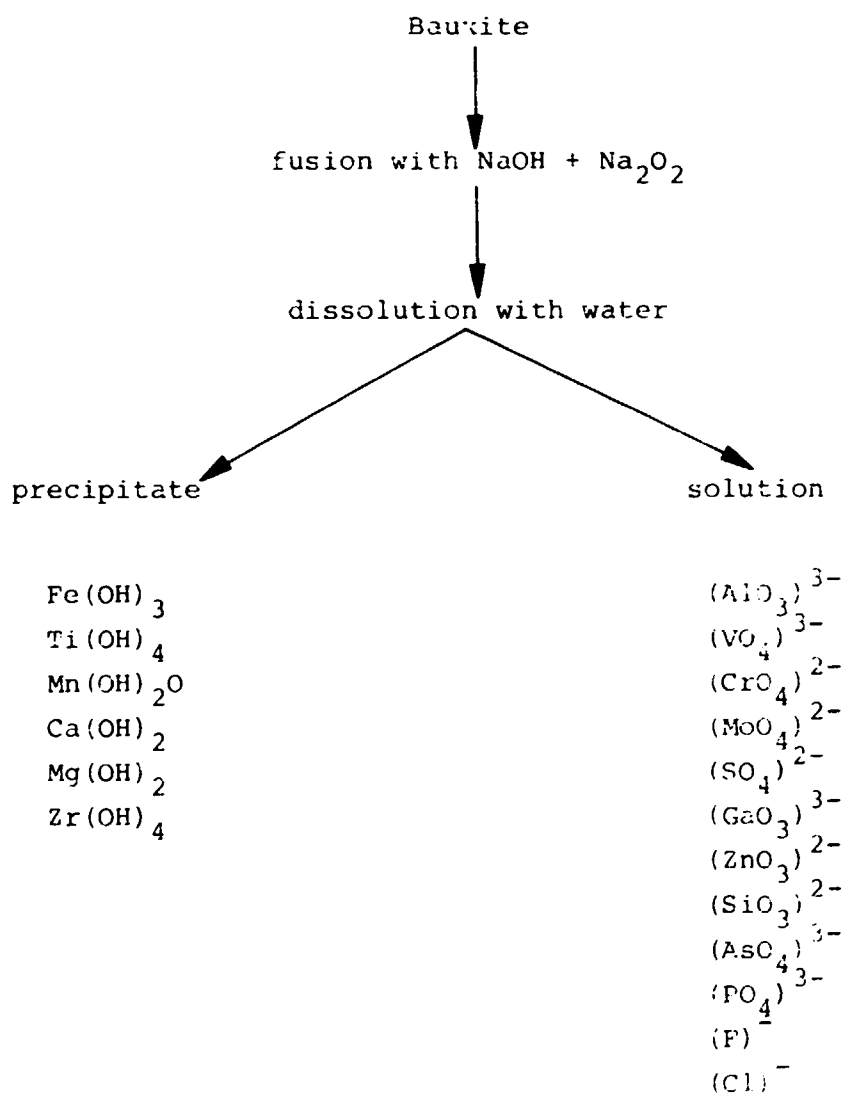 Bauxite
fusion with NaOH + Na₂O₂
dissolution with water
precipitate
solution
Fe(OH)₃
Ti(OH)₄
Mn(OH)₂O
Ca(OH)₂
Mg(OH)₂
Zr(OH)₄
(AlO₃)³⁻
(VO₄)³⁻
(CrO₄)²⁻
(MoO₄)²⁻
(SO₄)²⁻
(GaO₃)³⁻
(ZnO₃)²⁻
(SiO₃)²⁻
(AsO₄)³⁻
(PO₄)³⁻
(F)⁻
(Cl)⁻